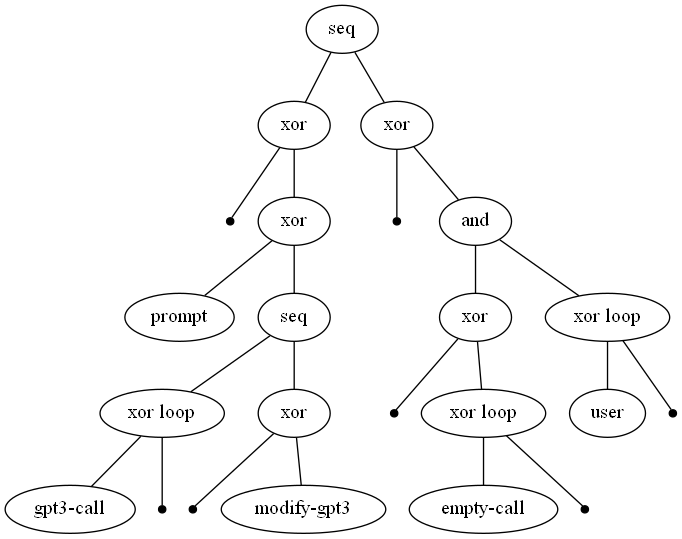 seq
xor xor
xor and
prompt seq xor xor loop
xor loop xor xor loop user
gpt3-call modify-gpt3 empty-call